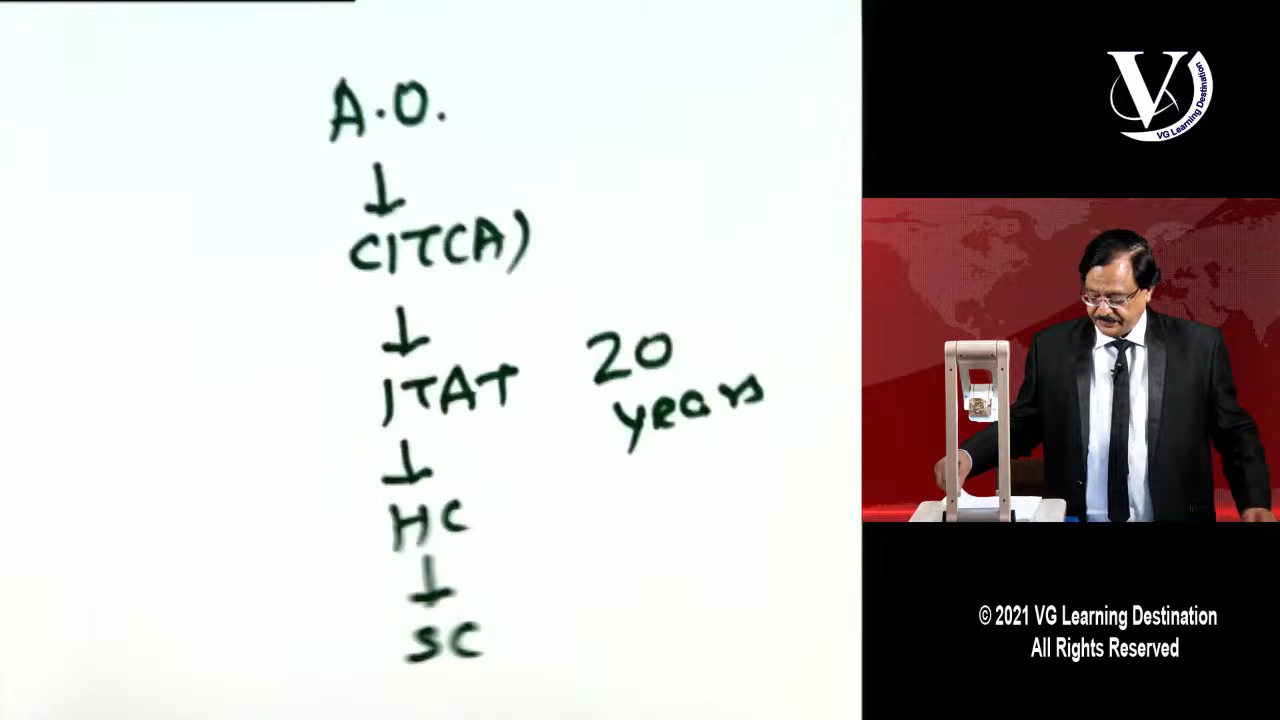 A.O.
↓
CIT(A)
↓
ITAT
↓
HC
↓
SC
20
years
V
VG Learning Destination
© 2021 VG Learning Destination
All Rights Reserved